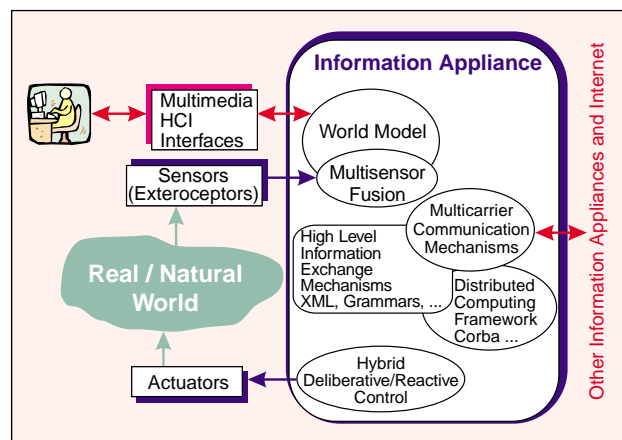 Information Appliance
Multimedia
HCI
Interfaces
World Model
Sensors
(Exteroceptors)
Multisensor
Fusion
Multicarrier
Communication
Mechanisms
High Level
Information
Exchange
Mechanisms
XML, Grammars, ...
Distributed
Computing
Framework
Corba ...
Real / Natural
World
Hybrid
Deliberative/Reactive
Control
Actuators
Other Information Appliances and Internet